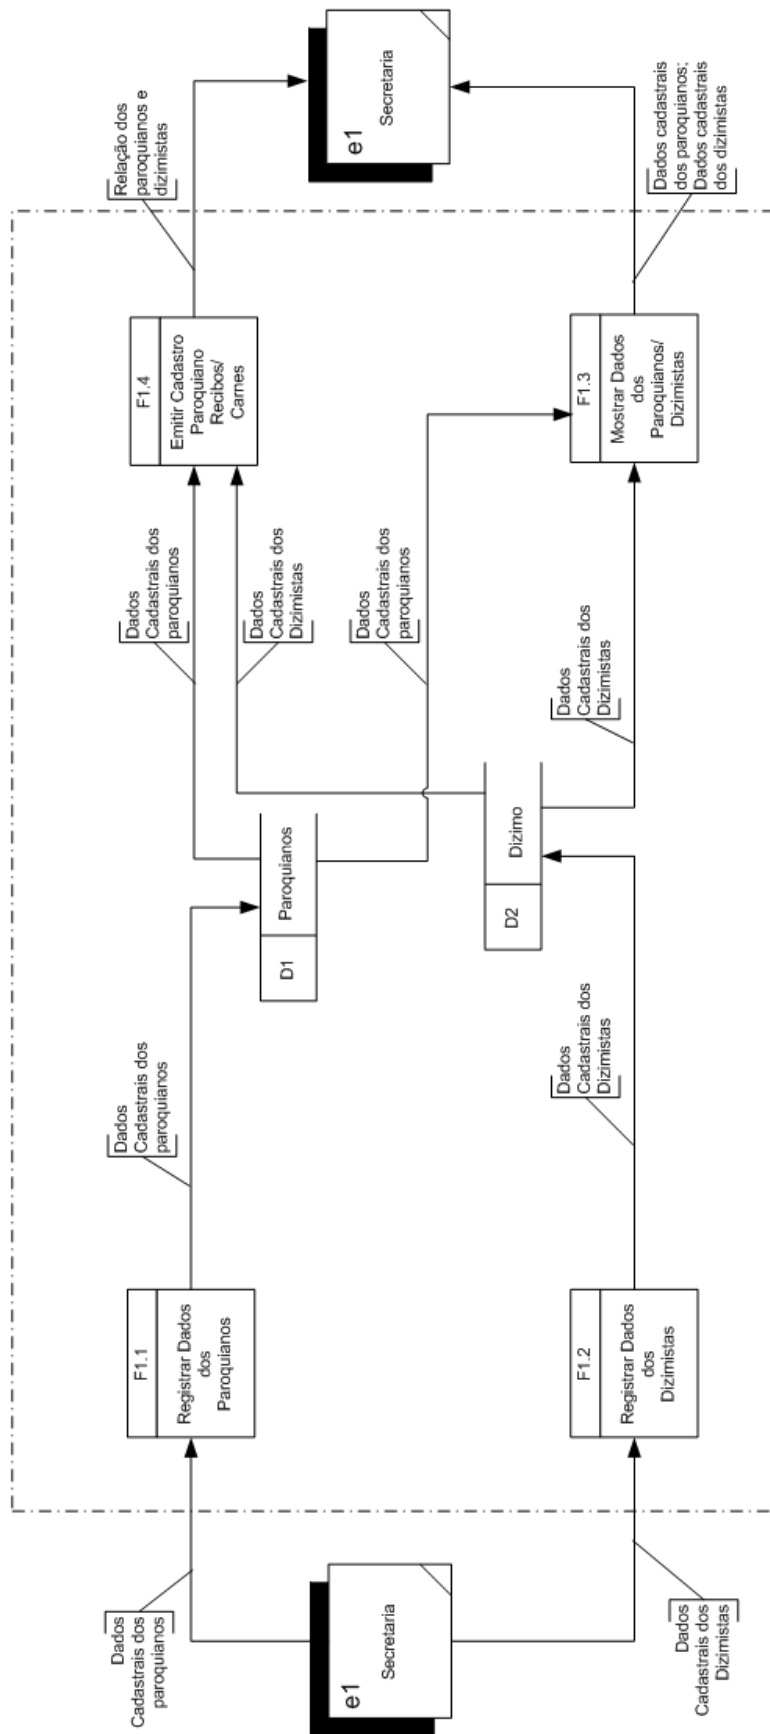 Dados
Cadastrais dos
paroquianos
e1
Secretaria
Dados
Cadastrais dos
Dizimistas
F1.1
Registrar Dados
dos
Paroquianos
F1.2
Registrar Dados
dos
Dizimistas
Dados
Cadastrais dos
paroquianos
D1
Paroquianos
Dados
Cadastrais dos
Dizimistas
D2
Dizimo
Dados
Cadastrais dos
paroquianos
Dados
Cadastrais dos
Dizimistas
Dados
Cadastrais dos
paroquianos
Dados
Cadastrais dos
Dizimistas
F1.4
Emitir Cadastro
Paroquiano
Recibos/
Carnes
F1.3
Mostrar Dados
dos
Paroquianos/
Dizimistas
Relação dos
paroquianos e
dizimistas
e1
Secretaria
Dados cadastrais
dos paroquianos;
Dados cadastrais
dos dizimistas